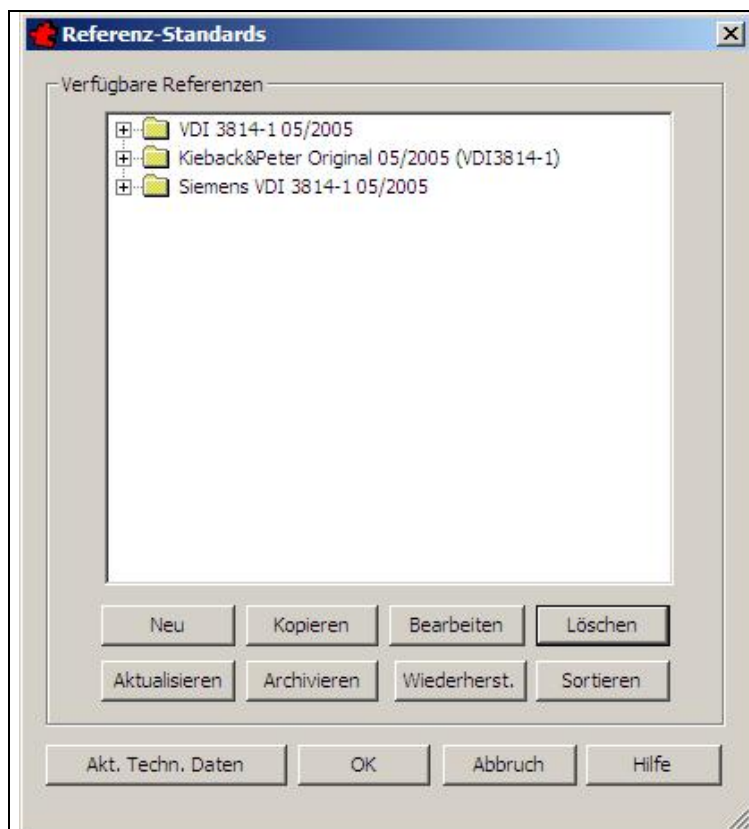 Referenz-Standards
Verfügbare Referenzen
VDI 3814-1 05/2005
Kieback&Peter Original 05/2005 (VDI3814-1)
Siemens VDI 3814-1 05/2005
Neu Kopieren Bearbeiten Löschen
Aktualisieren Archivieren Wiederherst. Sortieren
Akt. Techn. Daten OK Abbruch Hilfe